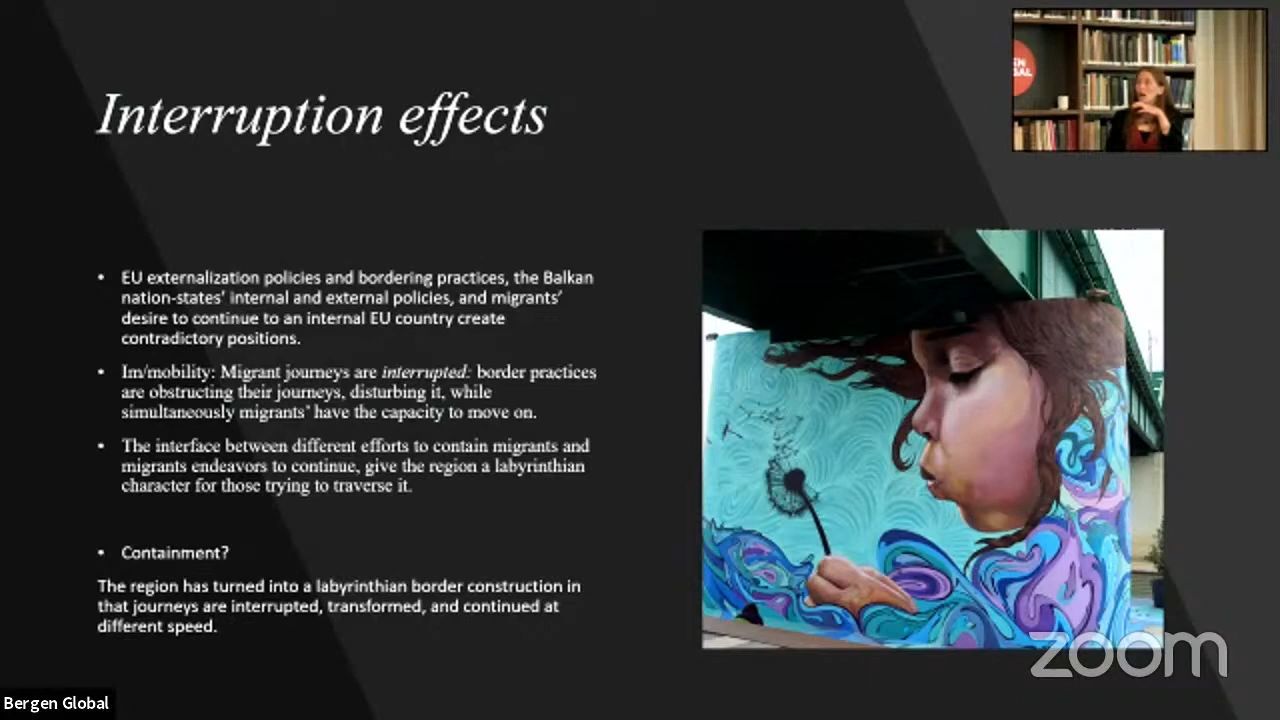 Interruption effects
• EU externalization policies and bordering practices, the Balkan
nation-states' internal and external policies, and migrants'
desire to continue to an internal EU country create
contradictory positions.
• Im/mobility: Migrant journeys are interrupted: border practices
are obstructing their journeys, disturbing it, while
simultaneously migrants' have the capacity to move on.
• The interface between different efforts to contain migrants and
migrants endeavors to continue, give the region a labyrinthian
character for those trying to traverse it.
• Containment?
The region has turned into a labyrinthian border construction in
that journeys are interrupted, transformed, and continued at
different speed.
zoom
Bergen Global